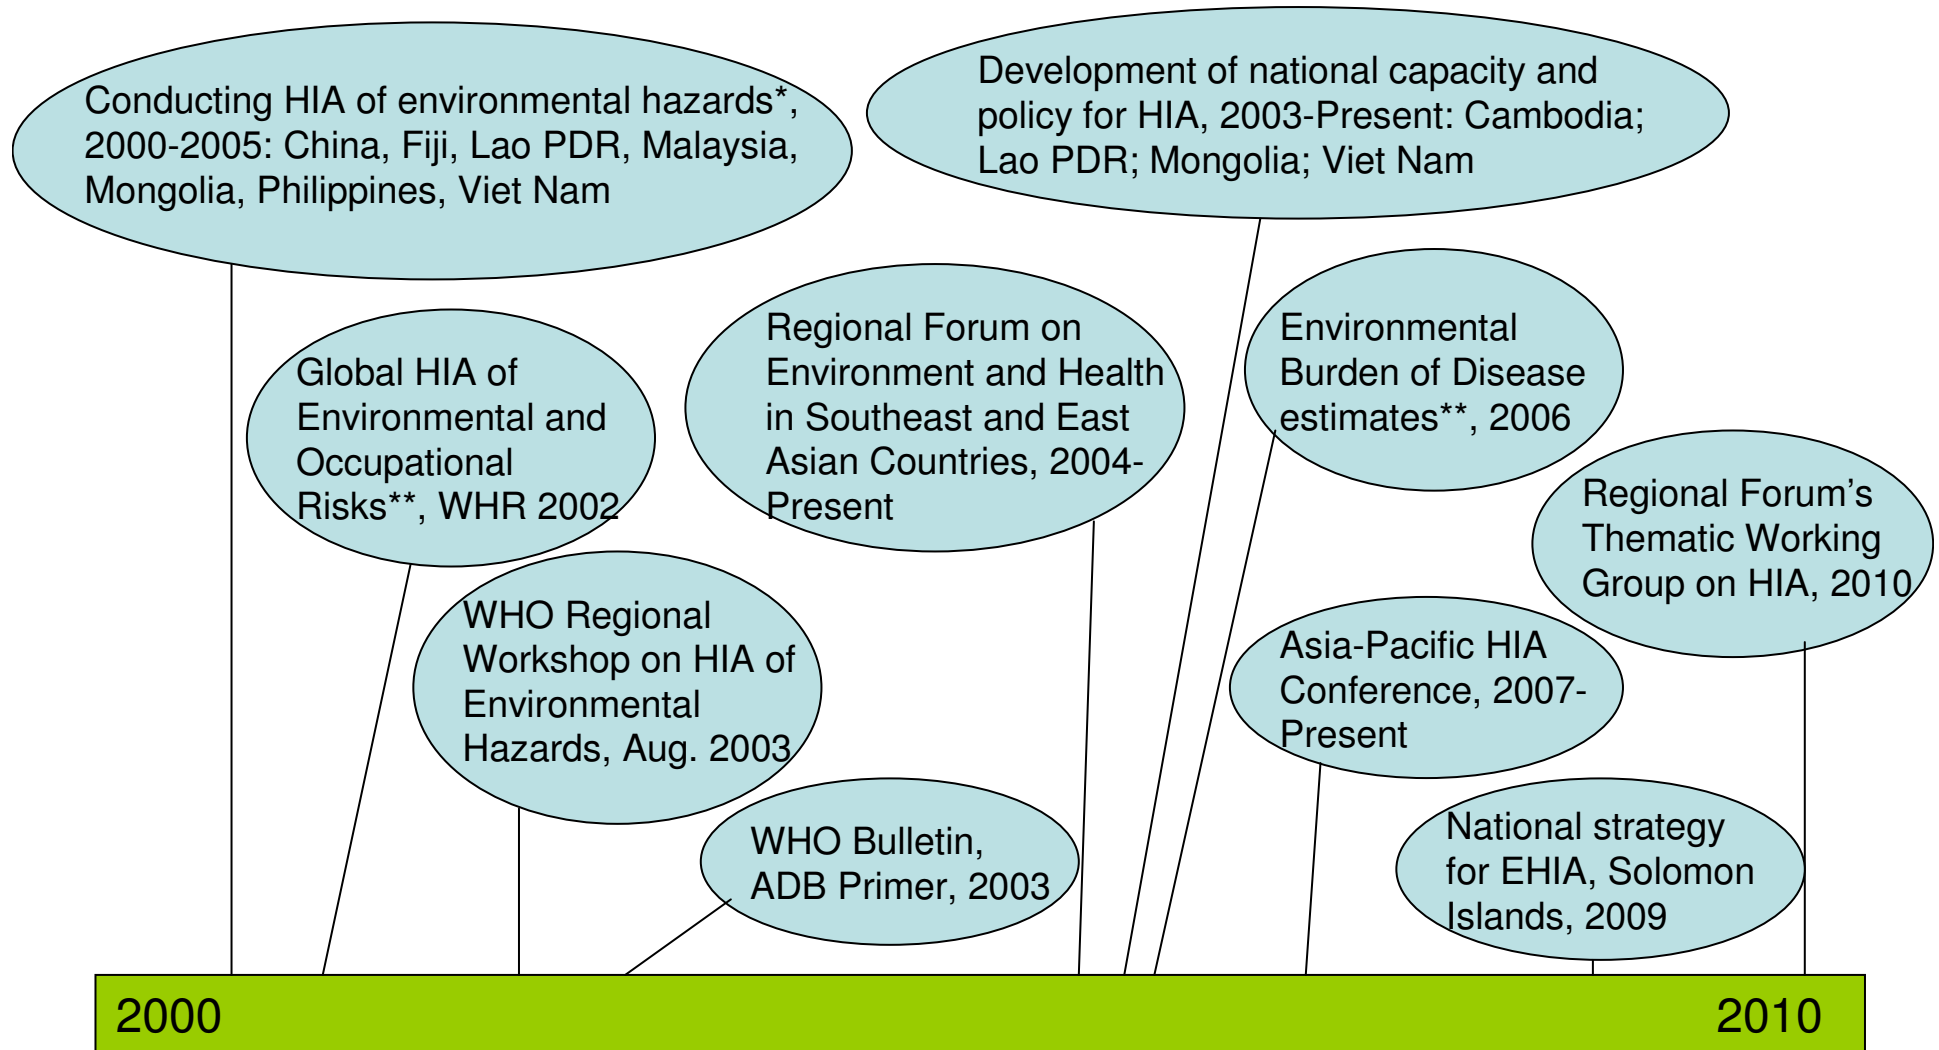 Conducting HIA of environmental hazards*,
2000-2005: China, Fiji, Lao PDR, Malaysia,
Mongolia, Philippines, Viet Nam
Development of national capacity and
policy for HIA, 2003-Present: Cambodia;
Lao PDR; Mongolia; Viet Nam
Global HIA of
Environmental and
Occupational
Risks**, WHR 2002
Regional Forum on
Environment and Health
in Southeast and East
Asian Countries, 2004-
Present
Environmental
Burden of Disease
estimates**, 2006
Regional Forum’s
Thematic Working
Group on HIA, 2010
WHO Regional
Workshop on HIA of
Environmental
Hazards, Aug. 2003
Asia-Pacific HIA
Conference, 2007-
Present
WHO Bulletin,
ADB Primer, 2003
National strategy
for EHIA, Solomon
Islands, 2009
2000
2010